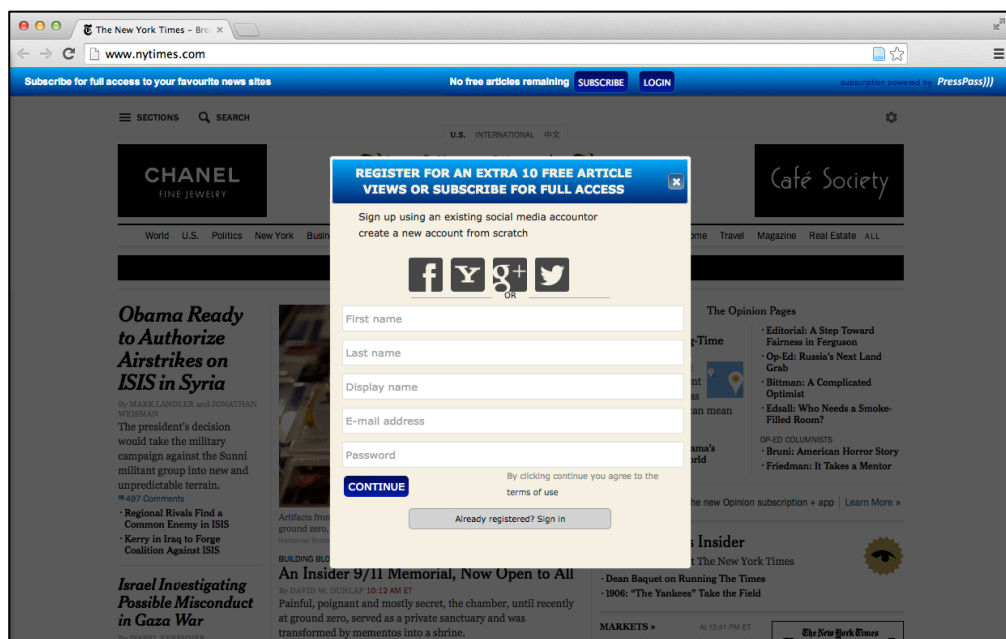 The New York Times – Bre
www.nytimes.com
Subscribe for full access to your favourite news sites
No free articles remaining SUBSCRIBE LOGIN
subscription powered by PressPass)))
SECTIONS SEARCH
U.S. INTERNATIONAL 中文
CHANEL
FINE JEWELRY
Café Society
World U.S. Politics New York
Travel Magazine Real Estate ALL
REGISTER FOR AN EXTRA 10 FREE ARTICLE
VIEWS OR SUBSCRIBE FOR FULL ACCESS
Sign up using an existing social media accountor
create a new account from scratch
f Y g+
OR
First name
Last name
Display name
E-mail address
Password
CONTINUE
By clicking continue you agree to the
terms of use
Already registered? Sign in
Obama Ready
to Authorize
Airstrikes on
ISIS in Syria
By MARK LANDLER and JONATHAN
WEISMAN
The president's decision
would take the military
campaign against the Sunni
militant group into new and
unpredictable terrain.
497 Comments
· Regional Rivals Find a
Common Enemy in ISIS
· Kerry in Iraq to Forge
Coalition Against ISIS
Israel Investigating
Possible Misconduct
in Gaza War
Artifacts from
ground zero,
BUILDING
An Insider 9/11 Memorial, Now Open to All
By DAVID W. DUNLAP 10:12 AM ET
Painful, poignant and mostly secret, the chamber, until recently
at ground zero, served as a private sanctuary and was
transformed by mementos into a shrine.
The Opinion Pages
-Time
can mean
· Editorial: A Step Toward
Fairness in Ferguson
· Op-Ed: Russia's Next Land
Grab
· Bittman: A Complicated
Optimist
· Edsall: Who Needs a Smoke-
Filled Room?
OP-ED COLUMNISTS
· Bruni: American Horror Story
· Friedman: It Takes a Mentor
new Opinion subscription + app | Learn More »
Insider
The New York Times
· Dean Baquet on Running The Times
· 1906: "The Yankees" Take the Field
MARKETS » At 12:41 PM ET
The New York Times